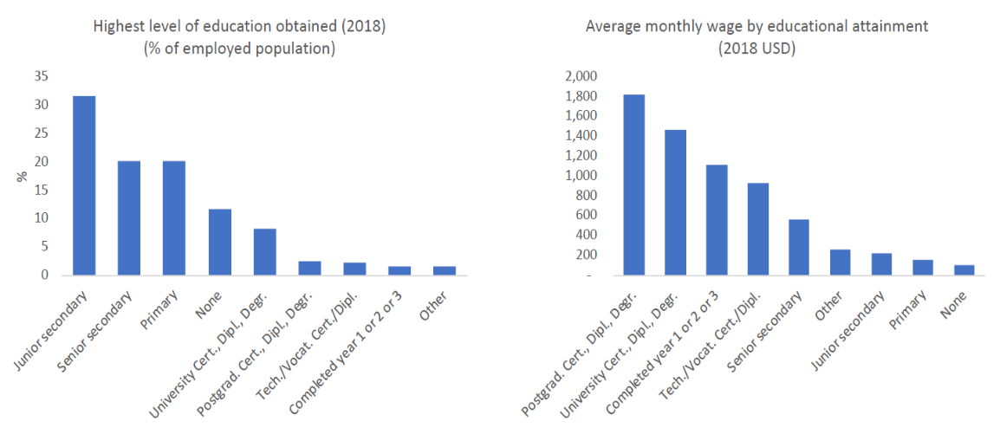 Highest level of education obtained (2018)
(% of employed population)
35
30
25
20
15
10
5
0
%
Junior secondary
Senior secondary
Primary
None
University Cert., Dipl., Degr.
Postgrad. Cert., Dipl., Degr.
Tech./Vocat. Cert./Dipl.
Completed year 1 or 2 or 3
Other
Average monthly wage by educational attainment
(2018 USD)
2,000
1,800
1,600
1,400
1,200
1,000
800
600
400
200
-
Postgrad. Cert., Dipl., Degr.
University Cert., Dipl., Degr.
Completed year 1 or 2 or 3
Tech./Vocat. Cert./Dipl.
Senior secondary
Other
Junior secondary
Primary
None